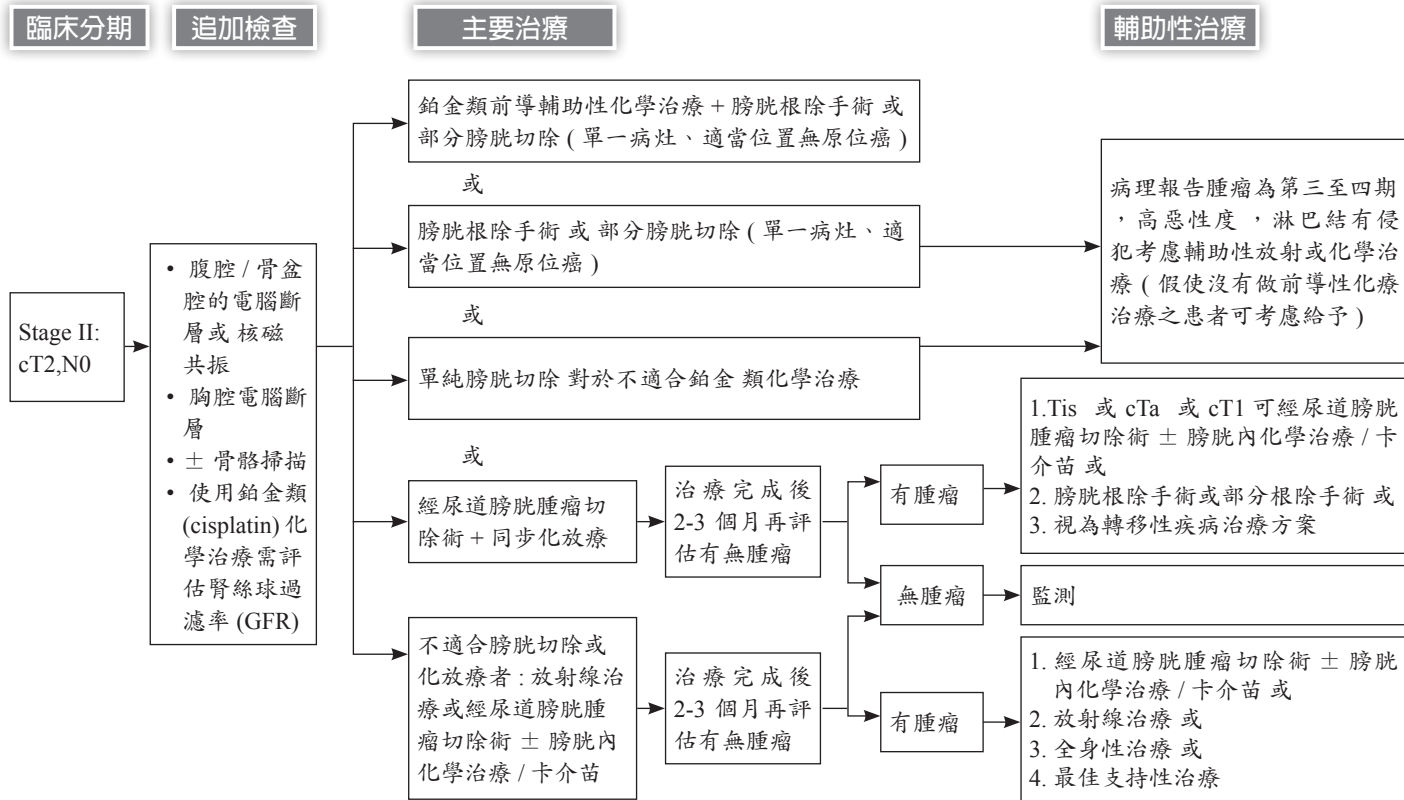 臨床分期
追加檢查
主要治療
輔助性治療
Stage II:
cT2,N0
• 腹腔 / 骨盆
腔的電腦斷
層或 核磁
共振
• 胸腔電腦斷
層
• ± 骨骼掃描
• 使用鉑金類
(cisplatin) 化
學治療需評
估腎絲球過
濾率 (GFR)
鉑金類前導輔助性化學治療 + 膀胱根除手術 或
部分膀胱切除 ( 單一病灶、適當位置無原位癌 )
或
膀胱根除手術 或 部分膀胱切除 ( 單一病灶、適
當位置無原位癌 )
或
單純膀胱切除 對於不適合鉑金 類化學治療
或
經尿道膀胱腫瘤切
除術 + 同步化放療
不適合膀胱切除或
化放療者 : 放射線治
療或經尿道膀胱腫
瘤切除術 ± 膀胱內
化學治療 / 卡介苗
治療完成後
2-3 個月再評
估有無腫瘤
治療完成後
2-3 個月再評
估有無腫瘤
有腫瘤
無腫瘤
有腫瘤
病理報告腫瘤為第三至四期
，高惡性度 ，淋巴結有侵
犯考慮輔助性放射或化學治
療 ( 假使沒有做前導性化療
治療之患者可考慮給予 )
1.Tis 或 cTa 或 cT1 可經尿道膀胱
腫瘤切除術 ± 膀胱內化學治療 / 卡
介苗 或
2. 膀胱根除手術或部分根除手術 或
3. 視為轉移性疾病治療方案
監測
1. 經尿道膀胱腫瘤切除術 ± 膀胱
內化學治療 / 卡介苗 或
2. 放射線治療 或
3. 全身性治療 或
4. 最佳支持性治療